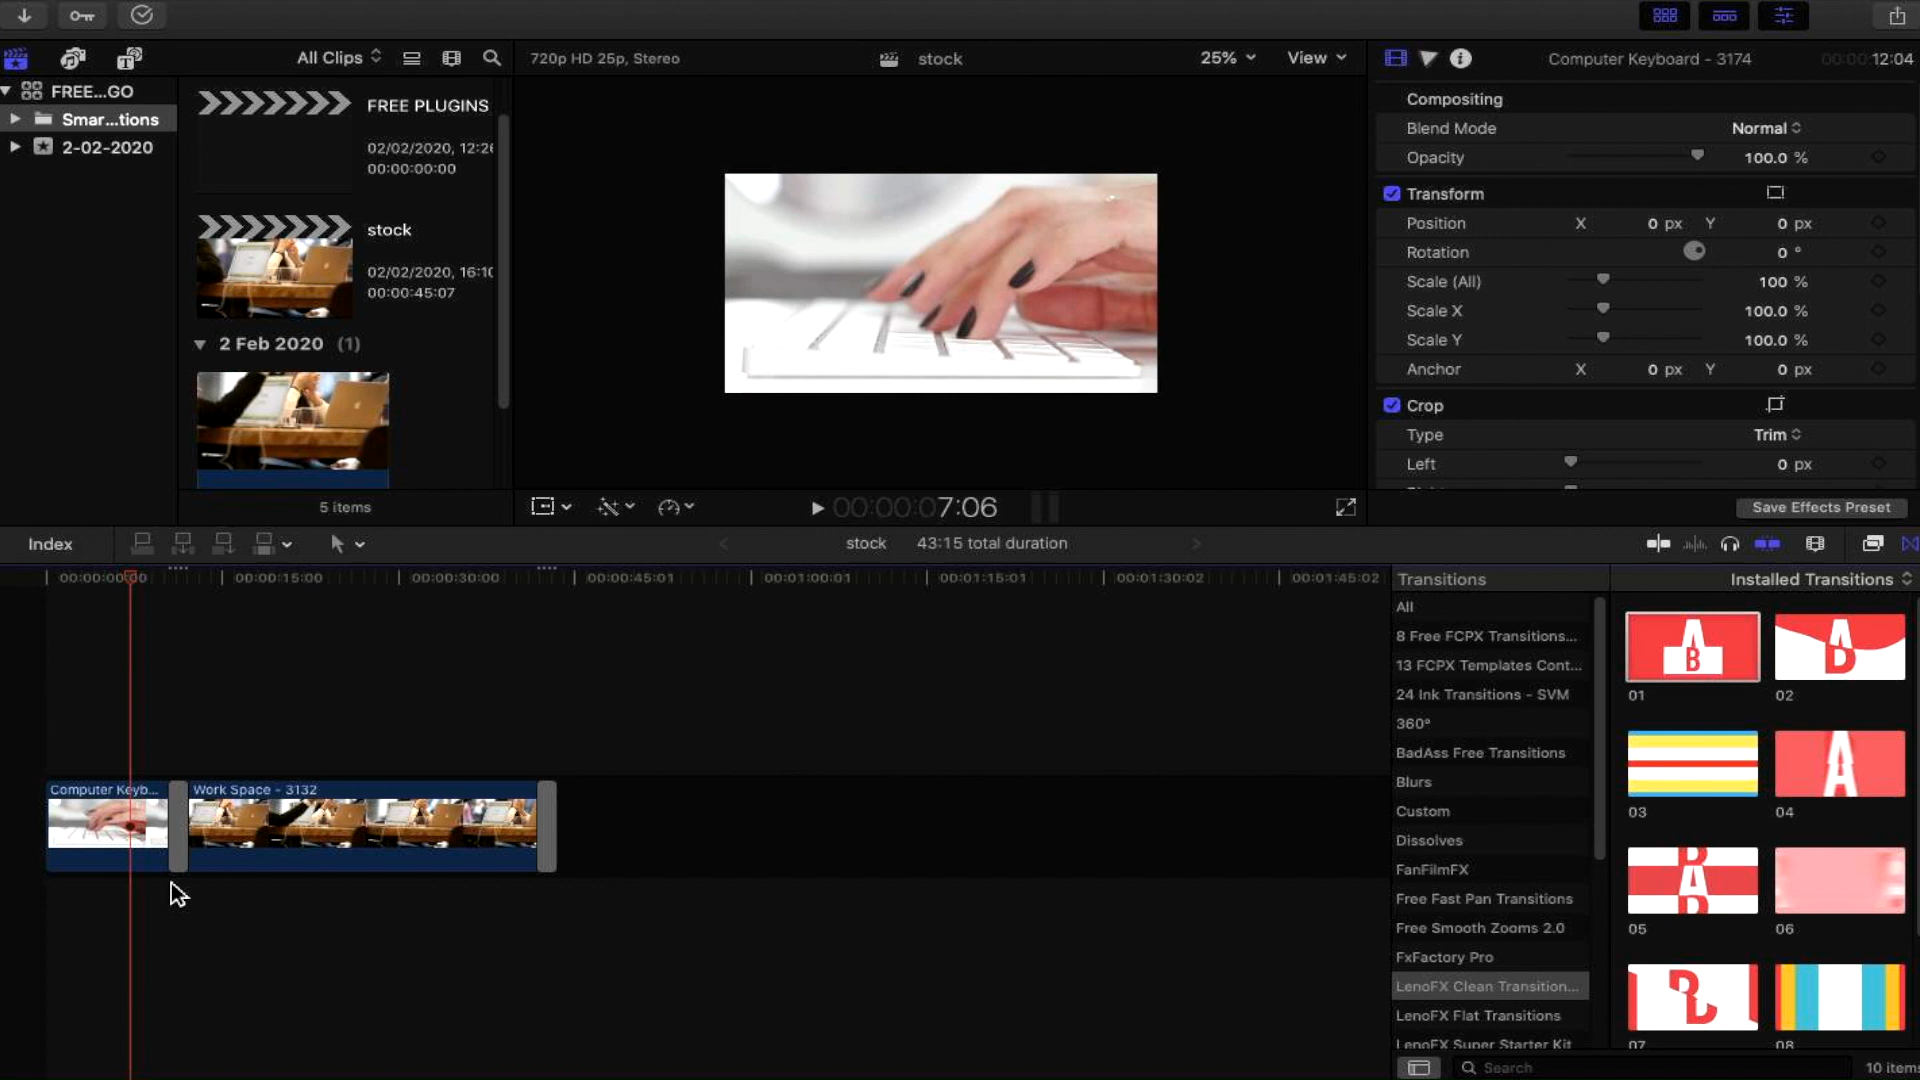 All Clips
720p HD 25p, Stereo
stock
25%
View
Computer Keyboard - 3174
00:00:12:04
FREE...GO
Smar...tions
2-02-2020
FREE PLUGINS
02/02/2020, 12:26
00:00:00:00
stock
02/02/2020, 16:10
00:00:45:07
2 Feb 2020 (1)
5 items
00:00:07:06
Compositing
Blend Mode Normal
Opacity 100.0 %
Transform
Position X 0 px Y 0 px
Rotation 0 °
Scale (All) 100 %
Scale X 100.0 %
Scale Y 100.0 %
Anchor X 0 px Y 0 px
Crop
Type Trim
Left 0 px
Save Effects Preset
Index
stock 43:15 total duration
00:00:00:00 00:00:15:00 00:00:30:00 00:00:45:01 00:01:00:01 00:01:15:01 00:01:30:02 00:01:45:02
Computer Keyb...
Work Space - 3132
Transitions
Installed Transitions
All
8 Free FCPX Transitions...
13 FCPX Templates Cont...
24 Ink Transitions - SVM
360°
BadAss Free Transitions
Blurs
Custom
Dissolves
FanFilmFX
Free Fast Pan Transitions
Free Smooth Zooms 2.0
FxFactory Pro
LenoFX Clean Transition...
LenoFX Flat Transitions
LenoFX Super Starter Kit
A
B
01
02
03
A
04
A
05
06
07
08
Search
10 items